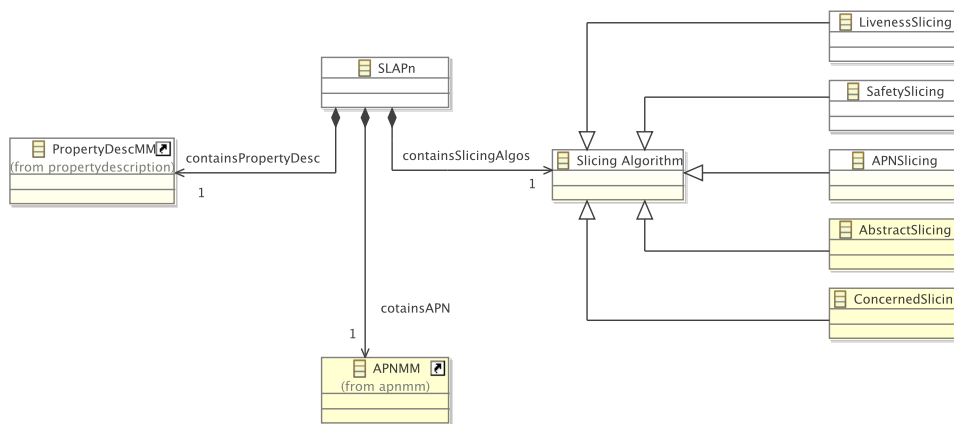 LivenessSlicing
SLAPn
SafetySlicing
PropertyDescMM
(from propertydescription)
containsPropertyDesc
1
containsSlicingAlgos
1
Slicing Algorithm
APNSlicing
AbstractSlicing
ConcernedSlicin
cotainsAPN
1
APNMM
(from apnmm)